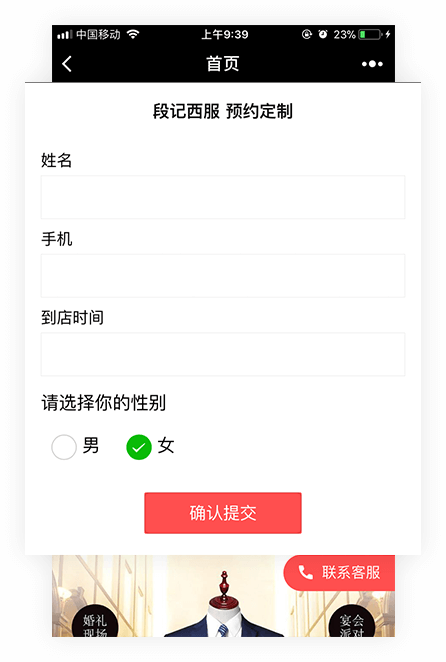 中国移动 上午9:39 23%
首页
段记西服 预约定制
姓名
手机
到店时间
请选择你的性别
男 女
确认提交
联系客服
婚礼
现场
宴会
派对